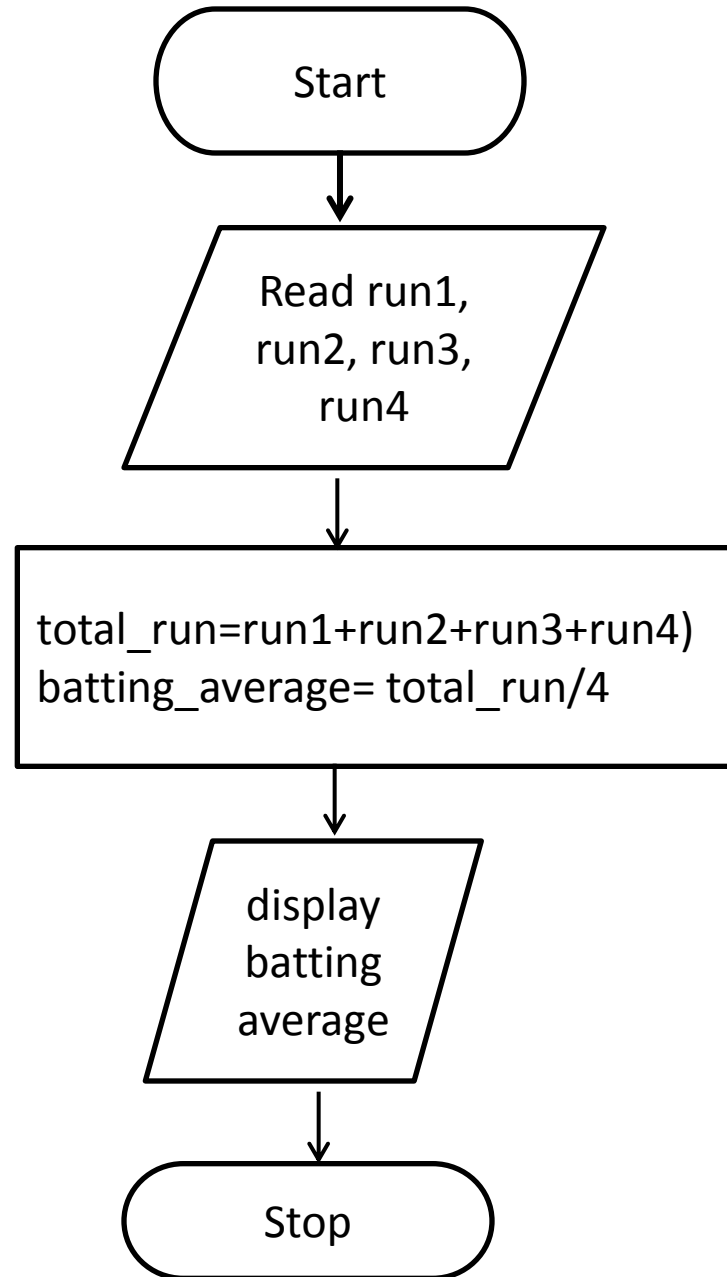 Start
Read run1,
run2, run3,
run4
total_run=run1+run2+run3+run4)
batting_average= total_run/4
display
batting
average
Stop